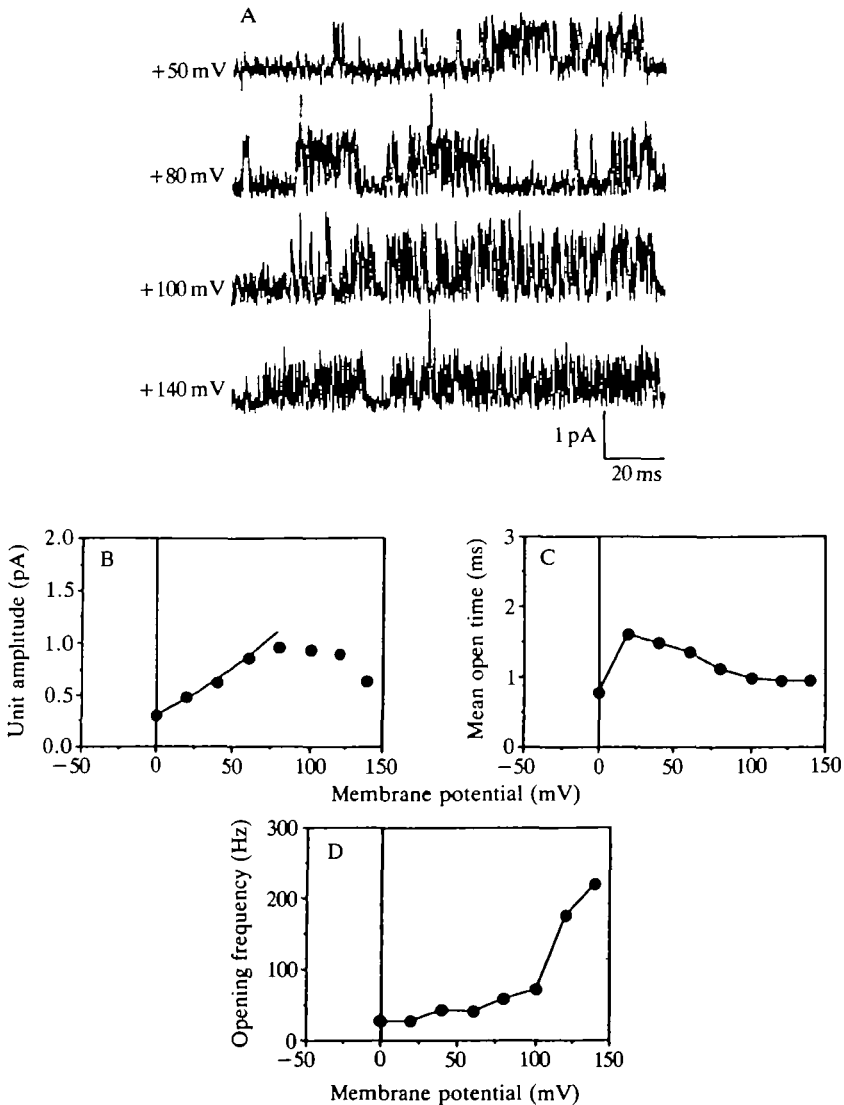 A
+50 mV
+80 mV
+100 mV
+140 mV
1 pA
20 ms
B
Unit amplitude (pA)
2.0
1.5
1.0
0.5
0.0
−50 0 50 100 150
C
Mean open time (ms)
3
2
1
0
−50 0 50 100 150
Membrane potential (mV)
D
Opening frequency (Hz)
300
200
100
0
−50 0 50 100 150
Membrane potential (mV)